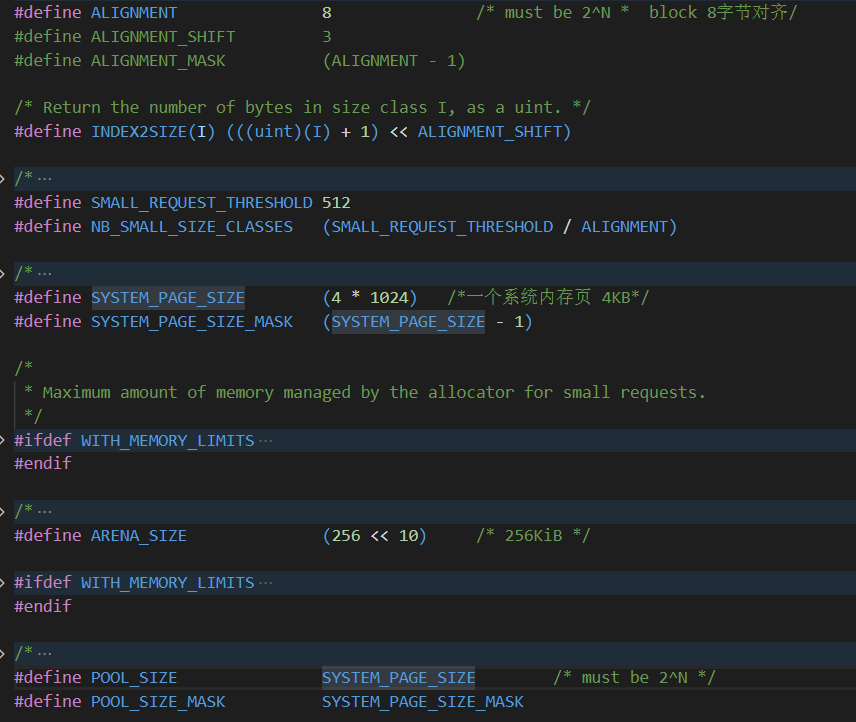 #define ALIGNMENT               8               /* must be 2^N *  block 8字节对齐/
#define ALIGNMENT_SHIFT         3
#define ALIGNMENT_MASK          (ALIGNMENT - 1)
/* Return the number of bytes in size class I, as a uint. */
#define INDEX2SIZE(I) (((uint)(I) + 1) << ALIGNMENT_SHIFT)
/* ···
#define SMALL_REQUEST_THRESHOLD 512
#define NB_SMALL_SIZE_CLASSES   (SMALL_REQUEST_THRESHOLD / ALIGNMENT)
/* ···
#define SYSTEM_PAGE_SIZE        (4 * 1024)   /*一个系统内存页 4KB*/
#define SYSTEM_PAGE_SIZE_MASK   (SYSTEM_PAGE_SIZE - 1)
/*
 * Maximum amount of memory managed by the allocator for small requests.
 */
#ifdef WITH_MEMORY_LIMITS ···
#endif
/* ···
#define ARENA_SIZE              (256 << 10)     /* 256KiB */
#ifdef WITH_MEMORY_LIMITS ···
#endif
/* ···
#define POOL_SIZE               SYSTEM_PAGE_SIZE        /* must be 2^N */
#define POOL_SIZE_MASK          SYSTEM_PAGE_SIZE_MASK